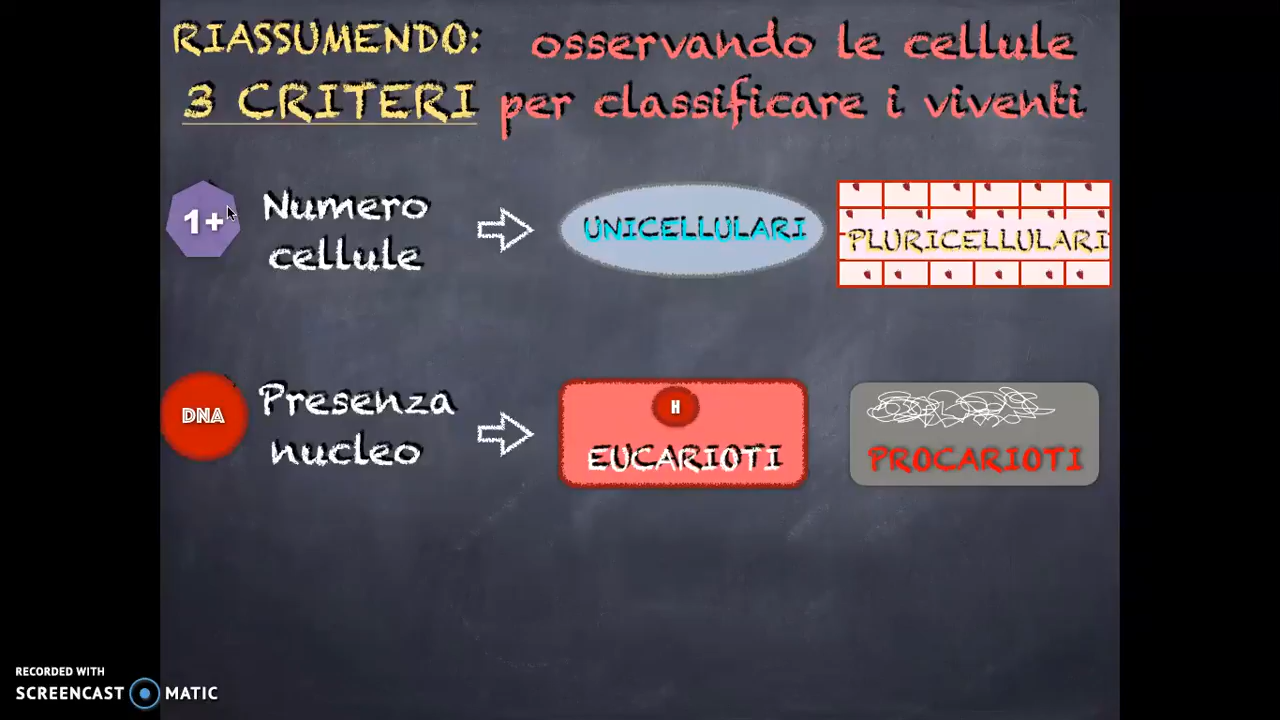 RIASSUMENDO: osservando le cellule
3 CRITERI per classificare i viventi
1+
Numero
cellule
UNICELLULARI
PLURICELLULARI
DNA
Presenza
nucleo
H
EUCARIOTI
PROCARIOTI
RECORDED WITH
SCREENCAST MATIC